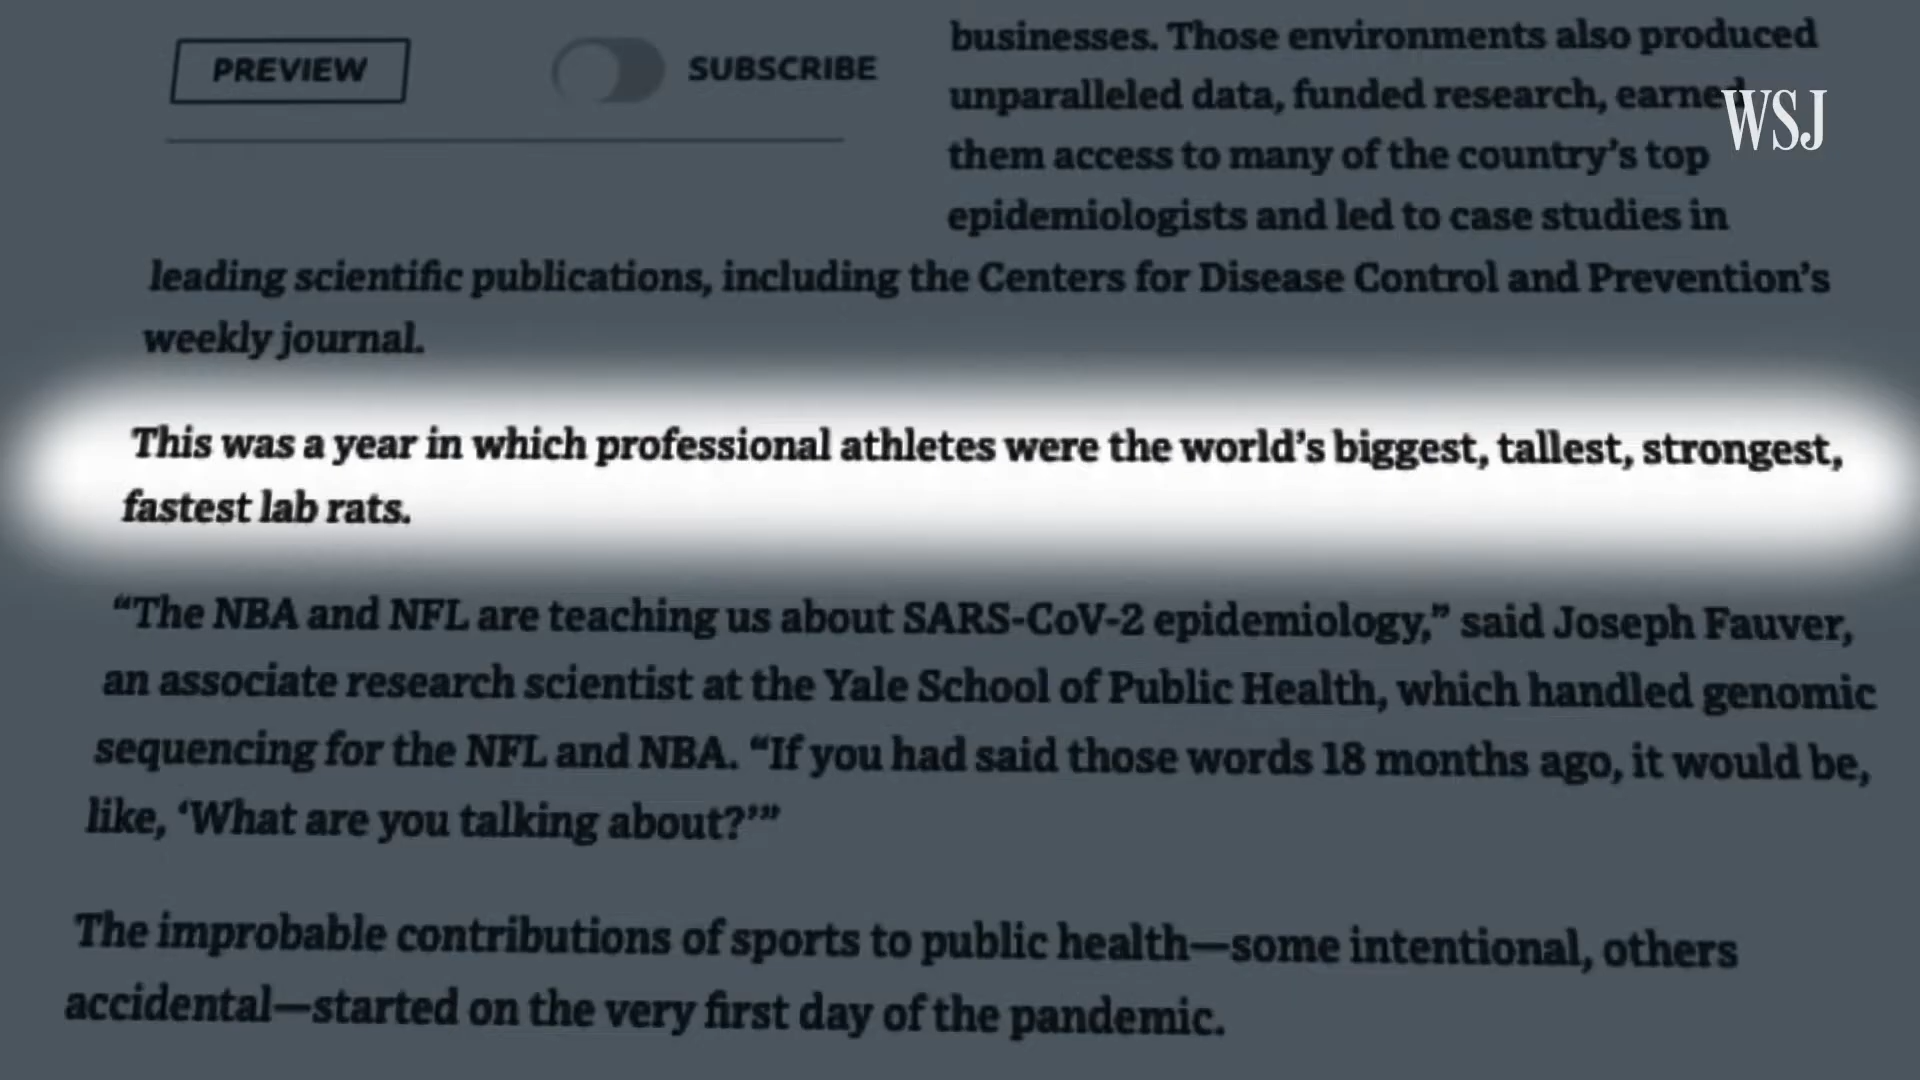 PREVIEW
SUBSCRIBE
businesses. Those environments also produced
unparalleled data, funded research, earned
them access to many of the country’s top
epidemiologists and led to case studies in
leading scientific publications, including the Centers for Disease Control and Prevention’s
weekly journal.
This was a year in which professional athletes were the world’s biggest, tallest, strongest,
fastest lab rats.
“The NBA and NFL are teaching us about SARS-CoV-2 epidemiology,” said Joseph Fauver,
an associate research scientist at the Yale School of Public Health, which handled genomic
sequencing for the NFL and NBA. “If you had said those words 18 months ago, it would be,
like, ‘What are you talking about?’”
The improbable contributions of sports to public health—some intentional, others
accidental—started on the very first day of the pandemic.
WSJ